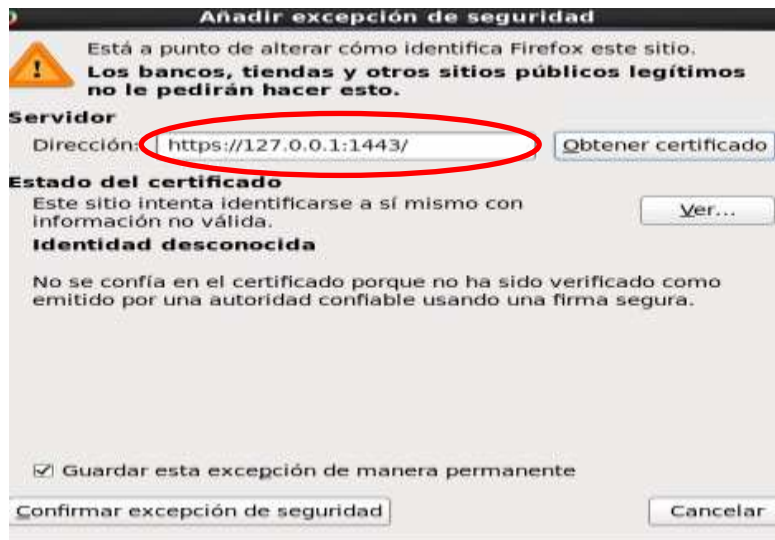 Añadir excepción de seguridad
Está a punto de alterar cómo identifica Firefox este sitio.
Los bancos, tiendas y otros sitios públicos legítimos
no le pedirán hacer esto.
Servidor
Dirección: https://127.0.0.1:1443/ Obtener certificado
Estado del certificado
Este sitio intenta identificarse a sí mismo con
información no válida.
Ver...
Identidad desconocida
No se confía en el certificado porque no ha sido verificado como
emitido por una autoridad confiable usando una firma segura.
Guardar esta excepción de manera permanente
Confirmar excepción de seguridad Cancelar